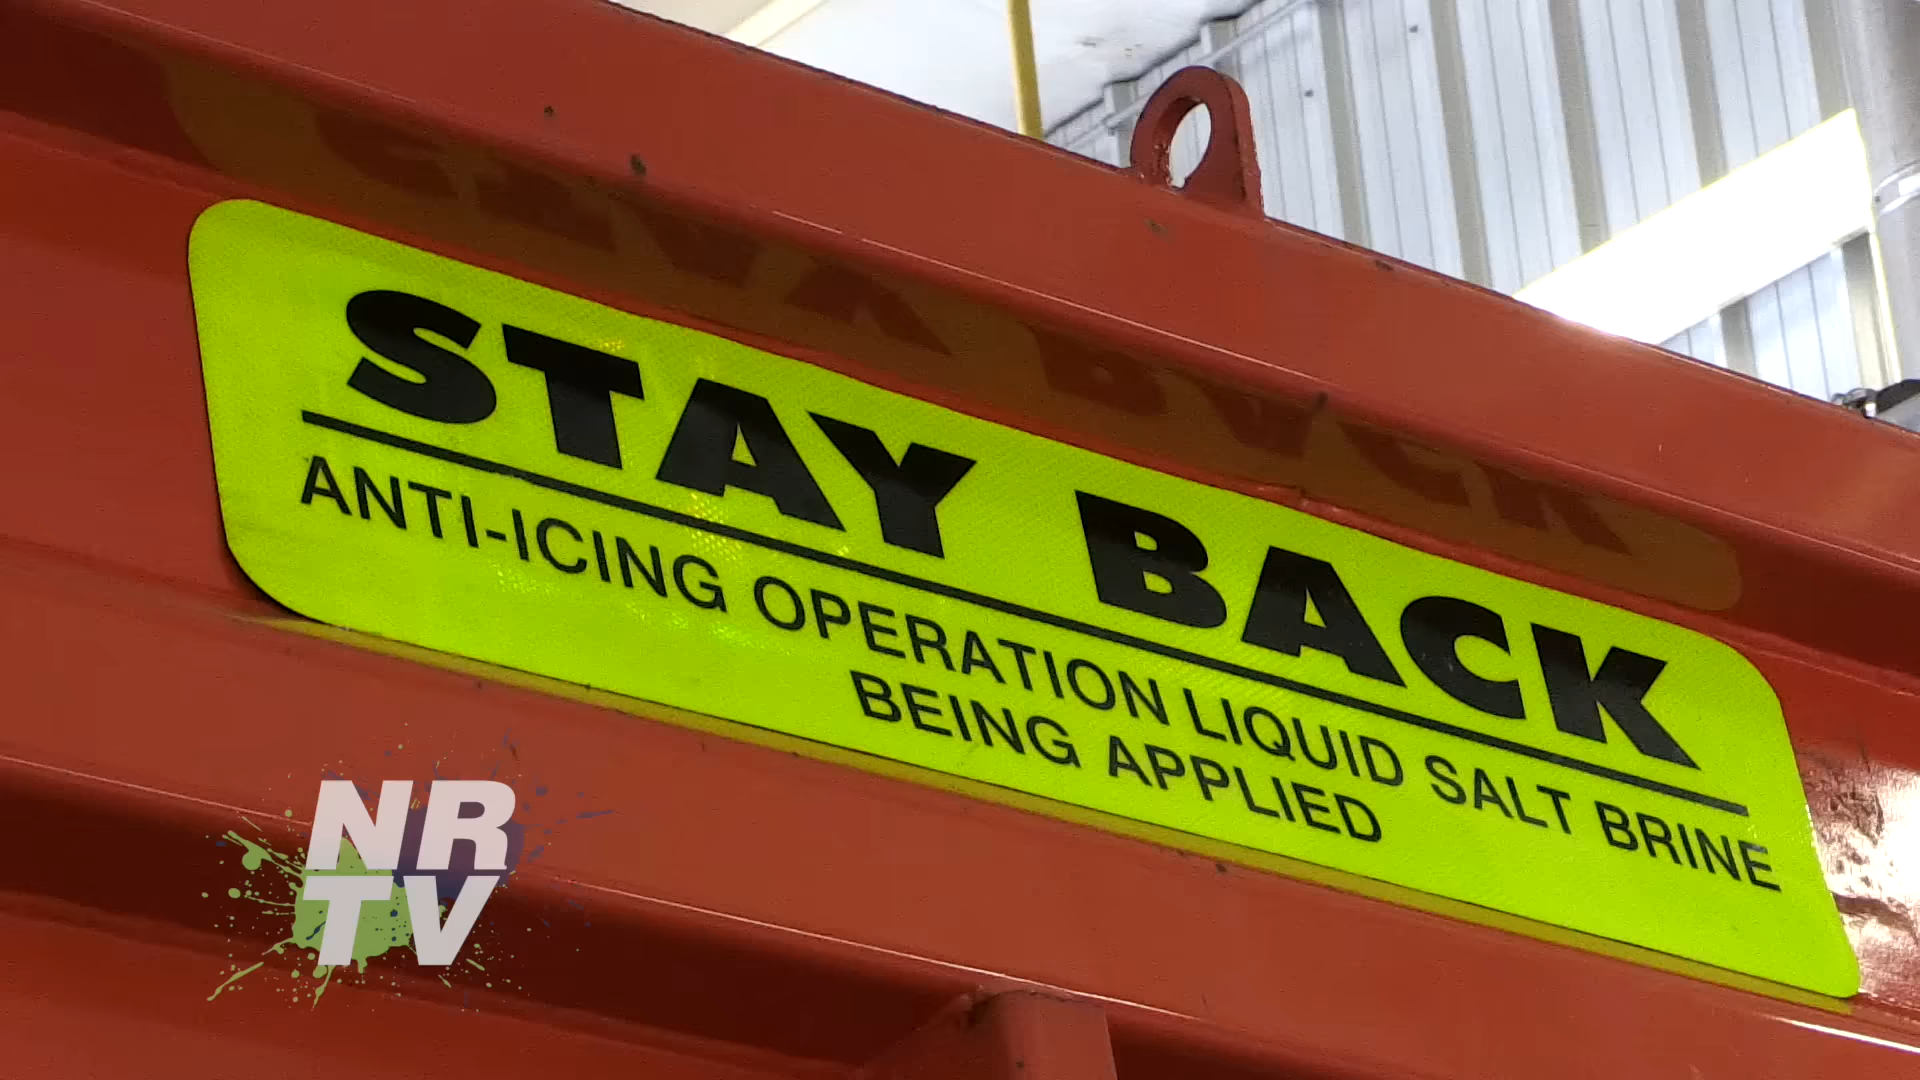 STAY BACK
ANTI-ICING OPERATION LIQUID SALT BRINE
BEING APPLIED
NR
TV